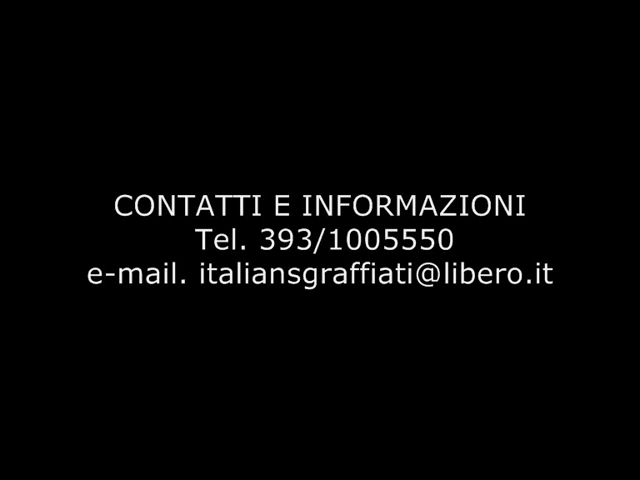 CONTATTI E INFORMAZIONI
Tel. 393/1005550
e-mail. italiansgraffiati@libero.it